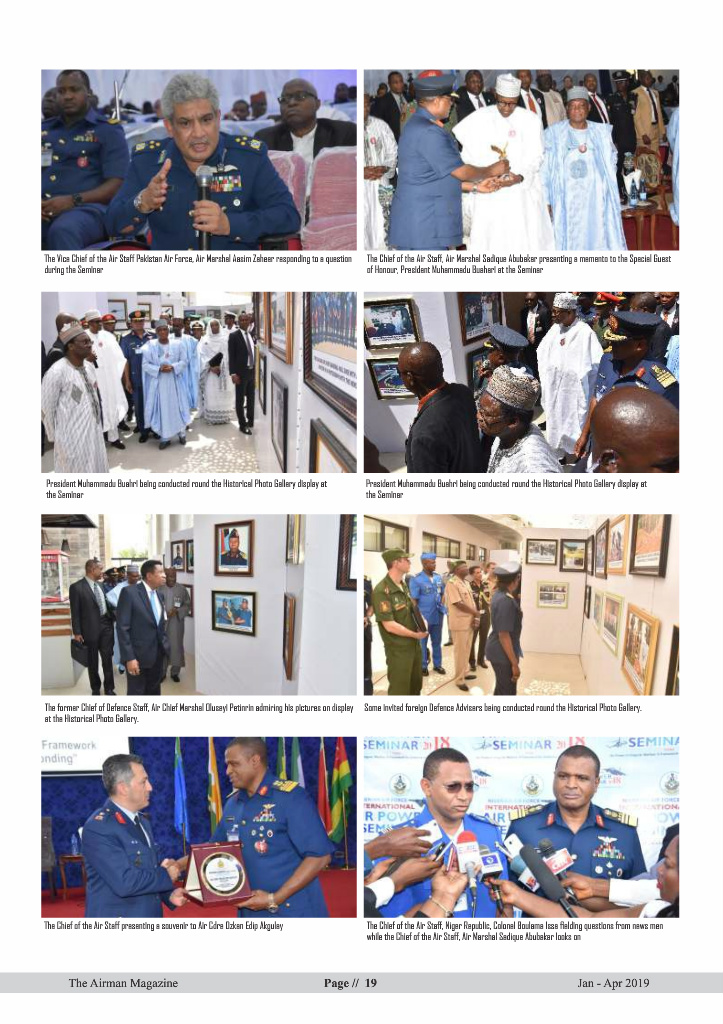 The Vice Chief of the Air Staff Pakistan Air Force, Air Marshal Aasim Zaheer responding to a question
during the Seminar
The Chief of the Air Staff, Air Marshal Sadique Abubakar presenting a memento to the Special Guest
of Honour, President Muhammadu Buahari at the Seminar
President Muhammadu Buahri being conducted round the Historical Photo Gallery display at
the Seminar
President Muhammadu Buahri being conducted round the Historical Photo Gallery display at
the Seminar
The former Chief of Defence Staff, Air Chief Marshal Oluseyi Petinrin admiring his pictures on display
at the Historical Photo Gallery.
Some invited foreign Defence Advisers being conducted round the Historical Photo Gallery.
Framework
onding"
SEMINAR 2018
SEMINAR
SEMINA
INTERNATIONAL
AIR POW
SEMIN
The Chief of the Air Staff presenting a souvenir to Air Cdre Ozkan Edip Akgulay
The Chief of the Air Staff, Niger Republic, Colonel Boulama Issa fielding questions from news men
while the Chief of the Air Staff, Air Marshal Sadique Abubakar looks on
The Airman Magazine
Page // 19
Jan - Apr 2019